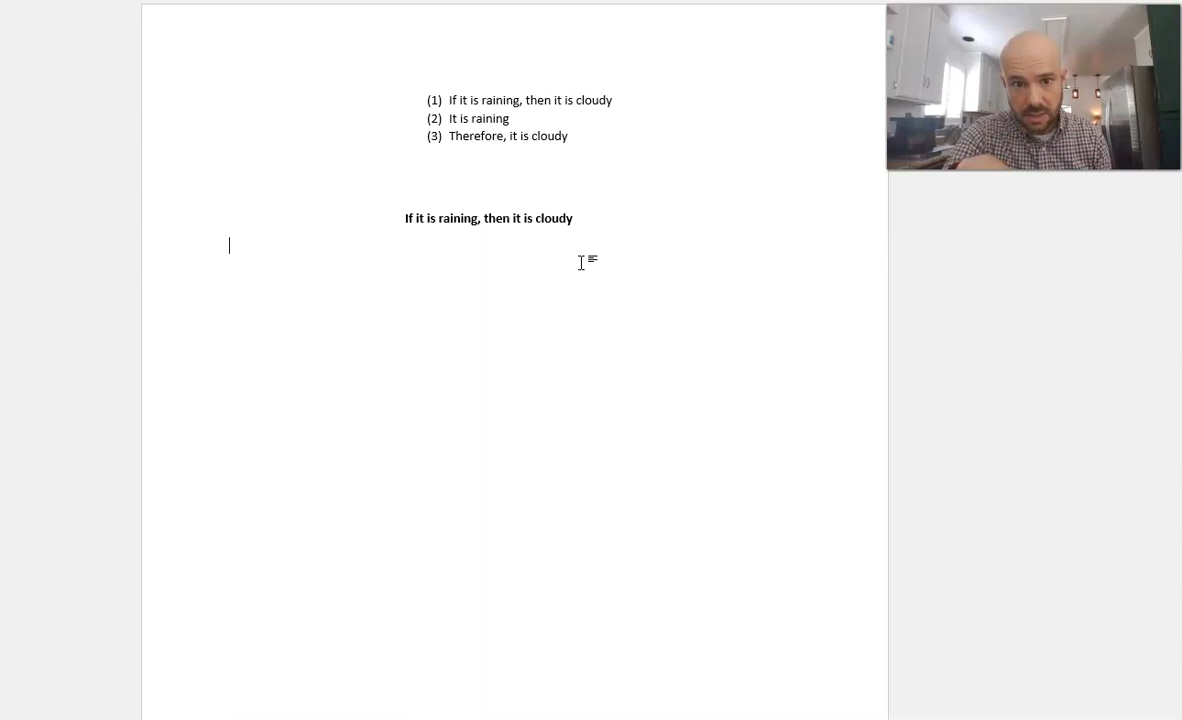 (1) If it is raining, then it is cloudy
(2) It is raining
(3) Therefore, it is cloudy
If it is raining, then it is cloudy